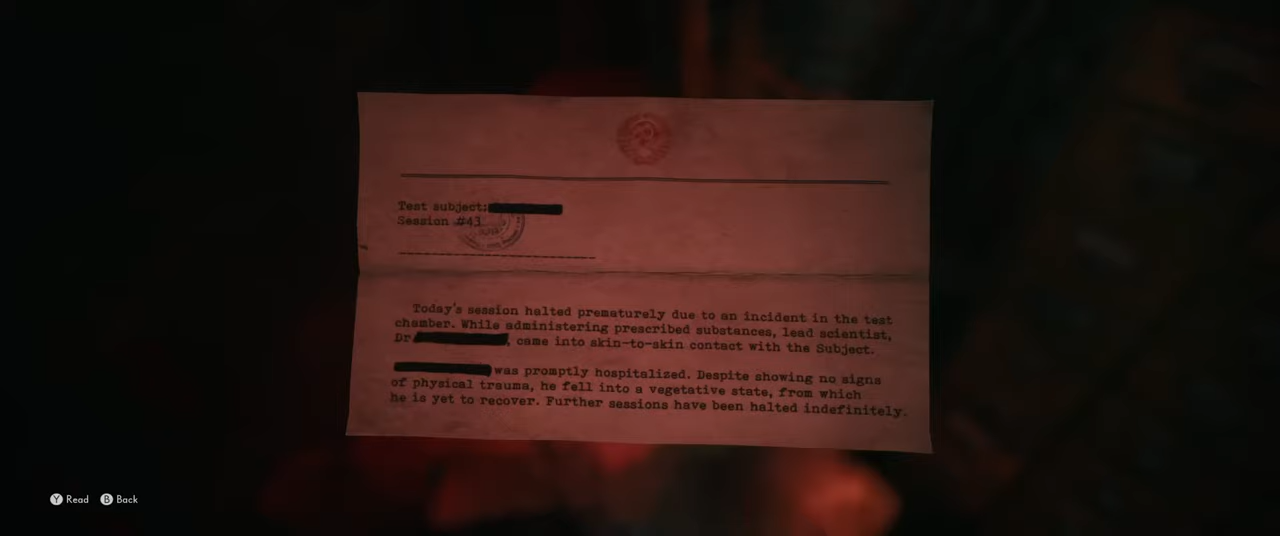 Test subject:
Session #43
Today's session halted prematurely due to an incident in the test
chamber. While administering prescribed substances, lead scientist,
Dr , came into skin-to-skin contact with the Subject.
was promptly hospitalized. Despite showing no signs
of physical trauma, he fell into a vegetative state, from which
he is yet to recover. Further sessions have been halted indefinitely.
Y Read B Back